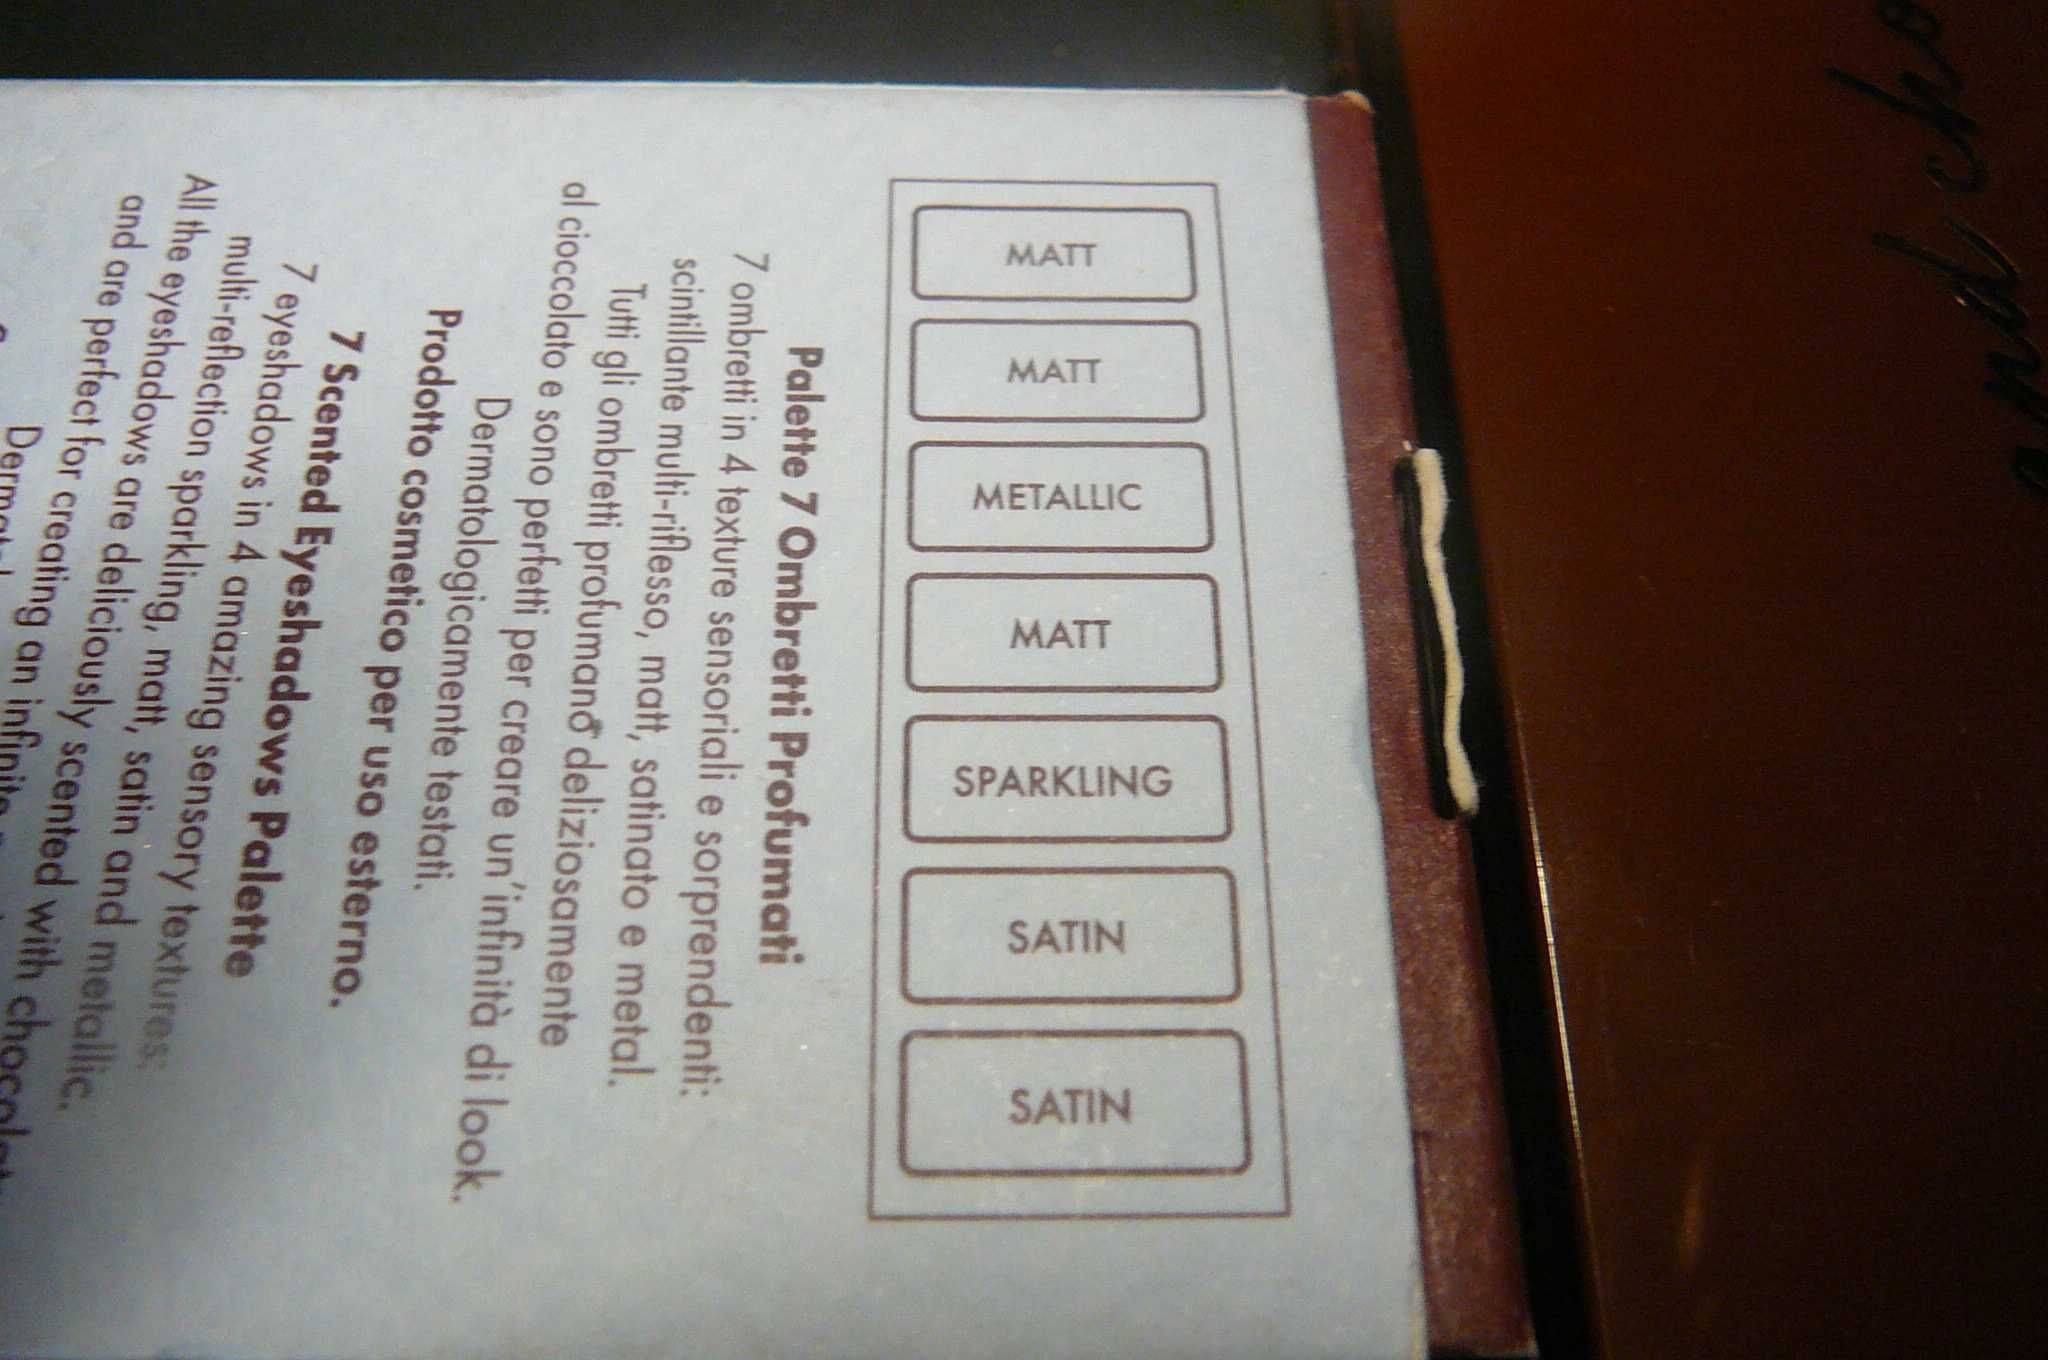 MATT
MATT
METALLIC
MATT
SPARKLING
SATIN
SATIN
Palette 7 Ombretti Profumati
7 ombretti in 4 texture sensoriali e sorprendenti:
scintillante multi-riflesso, matt, satinato e metal.
Tutti gli ombretti profumano deliziosamente
al cioccolato e sono perfetti per creare un'infinità di look.
Dermatologicamente testati.
Prodotto cosmetico per uso esterno.
7 Scented Eyeshadows Palette
7 eyeshadows in 4 amazing sensory textures:
multi-reflection sparkling, matt, satin and metallic.
All the eyeshadows are deliciously scented with
and are perfect for creating an infinite
and